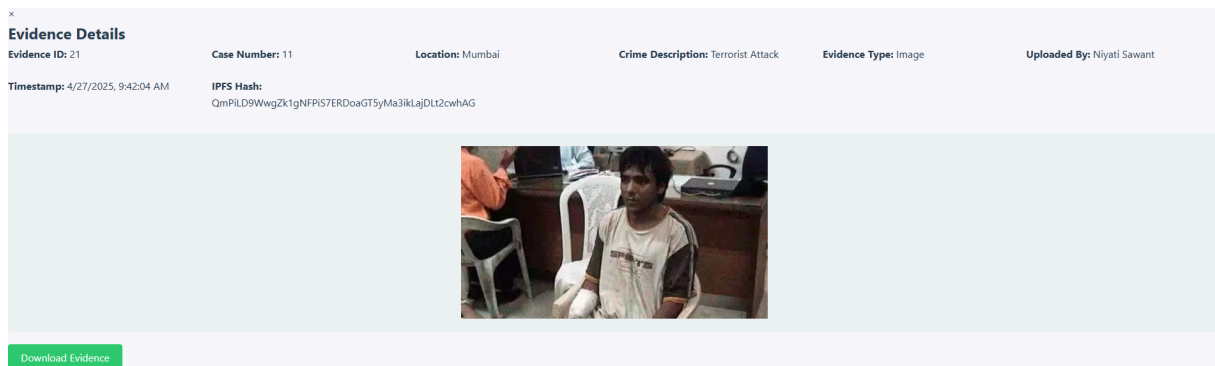 ×
Evidence Details
Evidence ID: 21
Case Number: 11
Location: Mumbai
Crime Description: Terrorist Attack
Evidence Type: Image
Uploaded By: Niyati Sawant
Timestamp: 4/27/2025, 9:42:04 AM
IPFS Hash:
QmPiLD9WwgZk1gNFPiS7ERDoaGT5yMa3ikLajDLt2cwhAG
SPORTS
Download Evidence